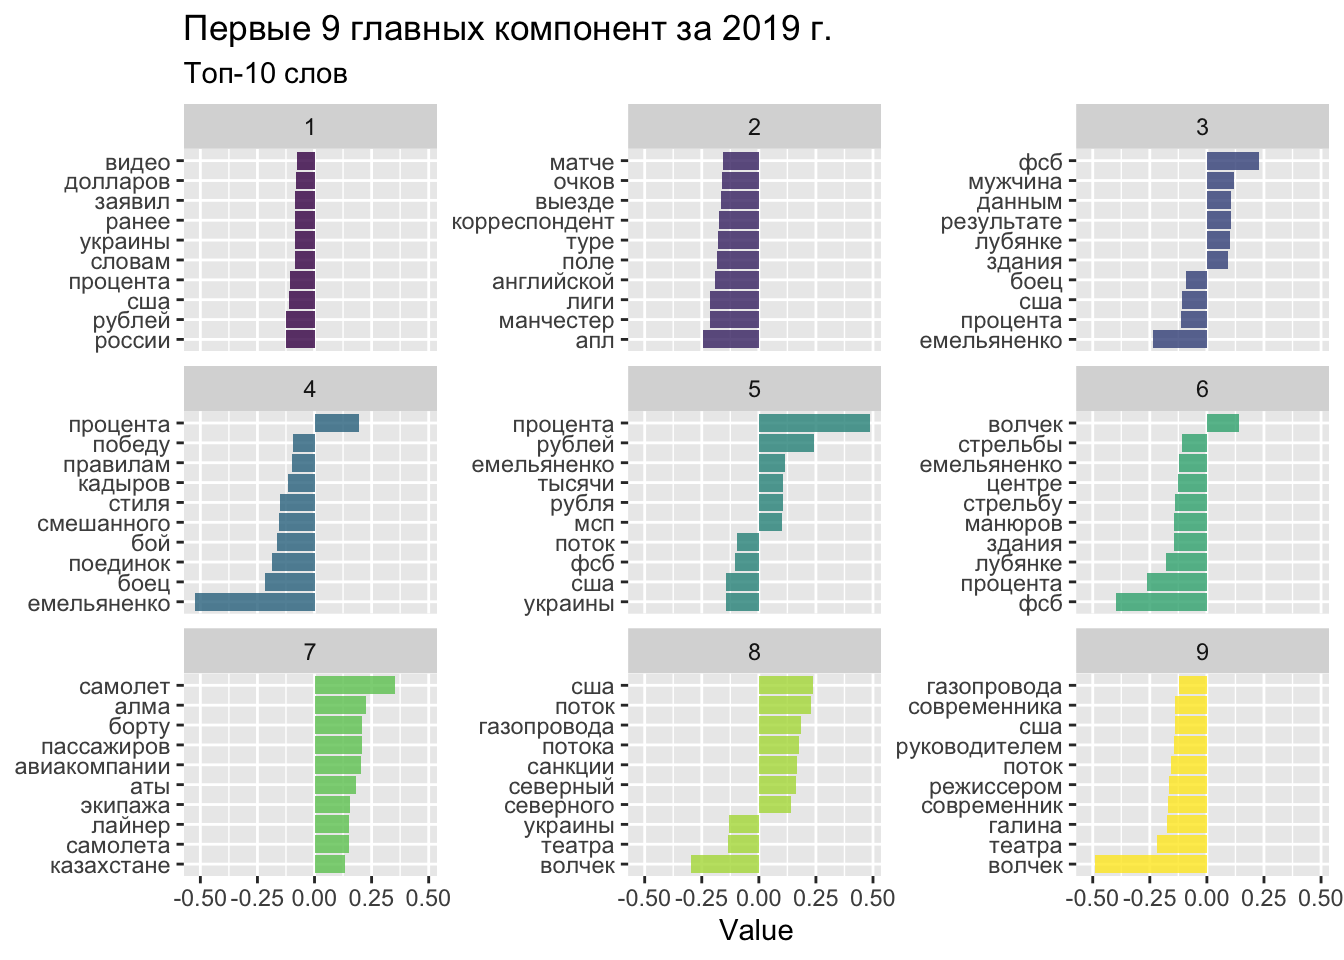 Первые 9 главных компонент за 2019 г.
Топ-10 слов
1
видео
долларов
заявил
ранее
украины
словам
процента
сша
рублей
россии
2
матче
очков
выезде
корреспондент
туре
поле
английской
лиги
манчестер
апл
3
фсб
мужчина
данным
результате
лубянке
здания
боец
сша
процента
емельяненко
4
процента
победу
правилам
кадыров
стиля
смешанного
бой
поединок
боец
емельяненко
5
процента
рублей
емельяненко
тысячи
рубля
мсп
поток
фсб
сша
украины
6
волчек
стрельбы
емельяненко
центре
стрельбу
манюров
здания
лубянке
процента
фсб
7
самолет
алма
борту
пассажиров
авиакомпании
аты
экипажа
лайнер
самолета
казахстане
8
сша
поток
газопровода
потока
санкции
северный
северного
украины
театра
волчек
9
газопровода
современника
сша
руководителем
поток
режиссером
современник
галина
театра
волчек
-0.50 -0.25 0.00 0.25 0.50
-0.50 -0.25 0.00 0.25 0.50
-0.50 -0.25 0.00 0.25 0.50
Value